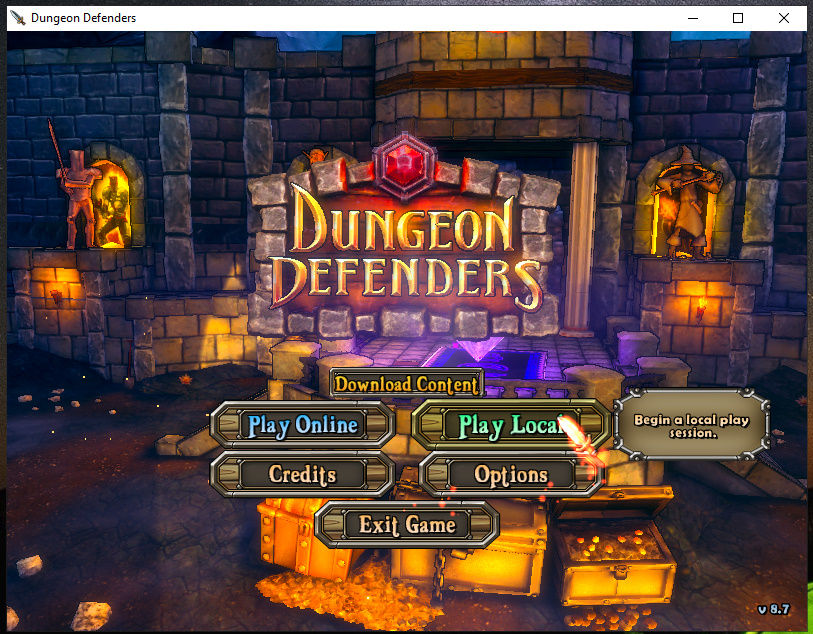 Dungeon Defenders
DUNGEON
DEFENDERS
Download Content
Play Online
Play Local
Begin a local play
session.
Credits
Options
Exit Game
v 8.7